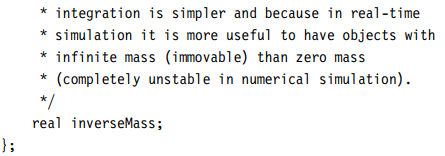 * integration is simpler and because in real-time
* simulation it is more useful to have objects with
* infinite mass (immovable) than zero mass
* (completely unstable in numerical simulation).
*/
real inverseMass;
};